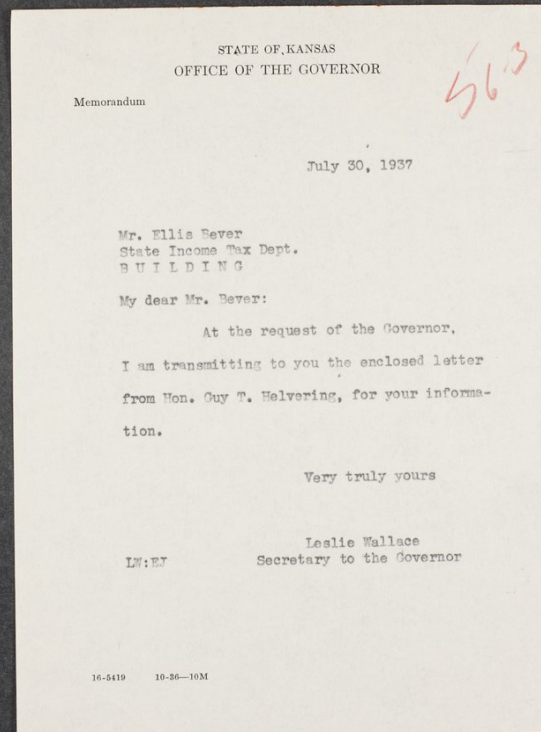 STATE OF KANSAS
OFFICE OF THE GOVERNOR
563
Memorandum
July 30, 1937
Mr. Ellis Bever
State Income Tax Dept.
B U I L D I N G
My dear Mr. Bever:
At the request of the Governor,
I am transmitting to you the enclosed letter
from Hon. Guy T. Helvering, for your informa-
tion.
Very truly yours
Leslie Wallace
LW:EJ Secretary to the Governor
16-5419 10-36—10M